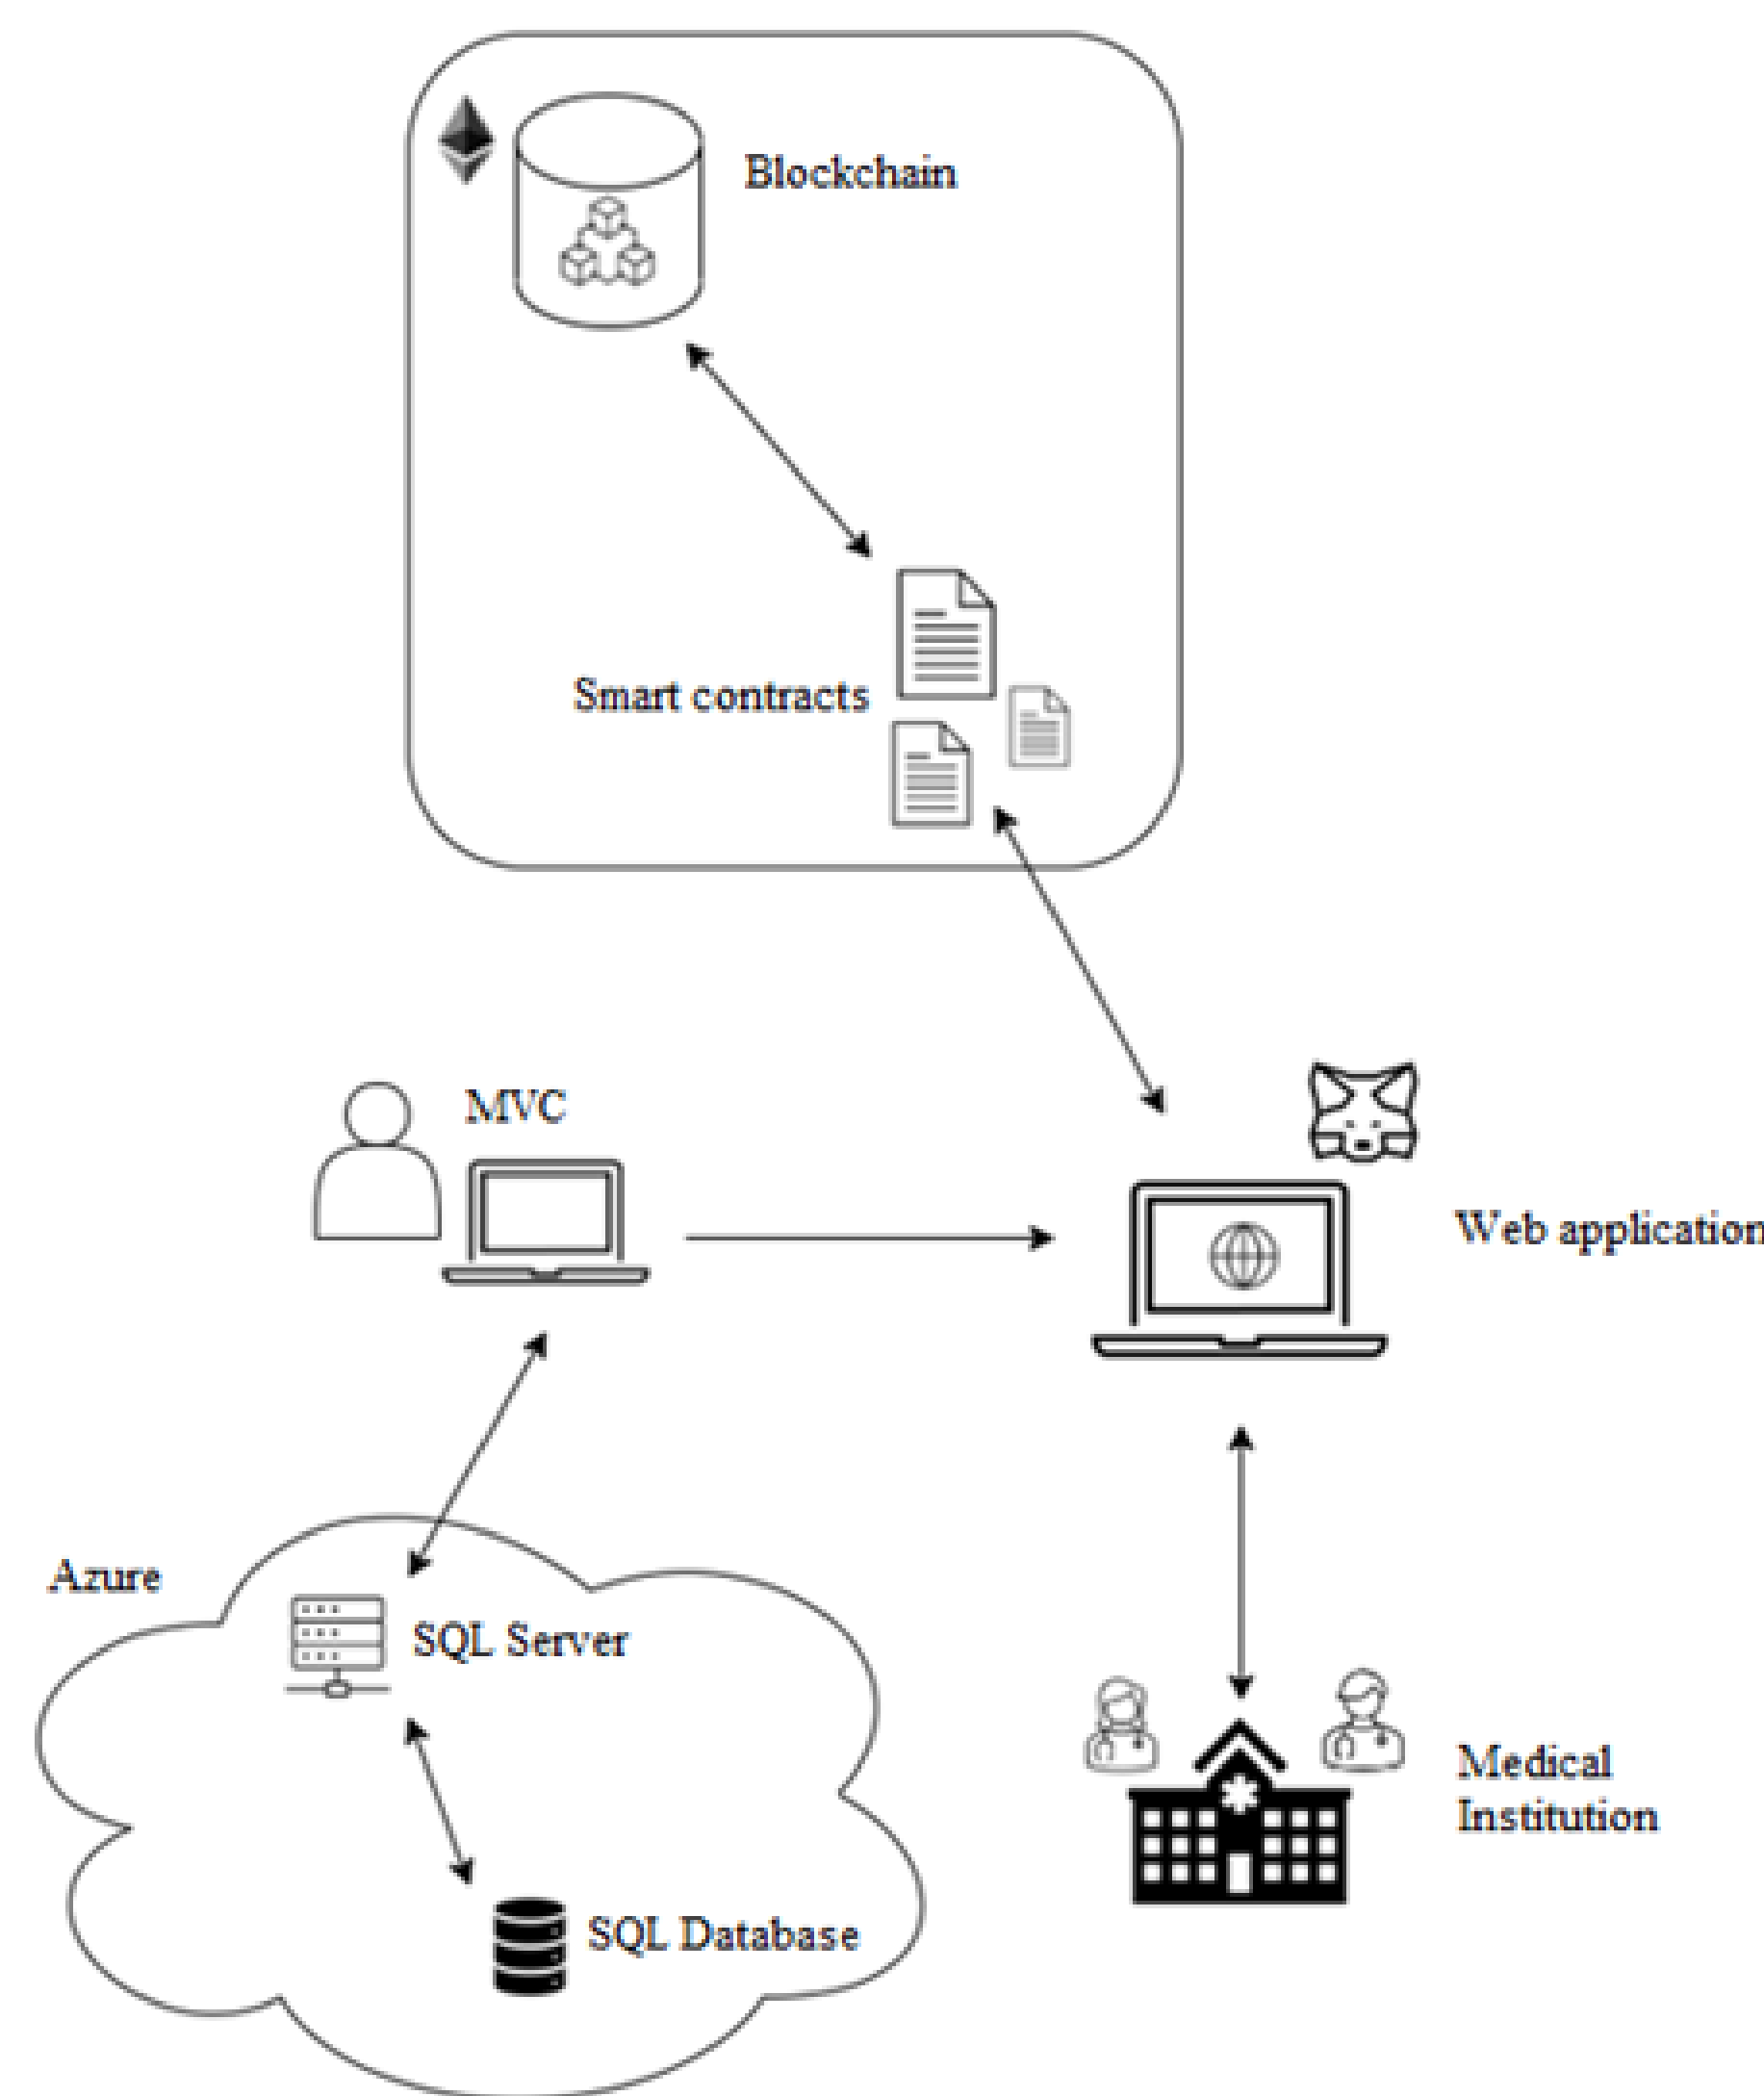 Blockchain
Smart contracts
MVC
Web application
Azure
SQL Server
SQL Database
Medical
Institution